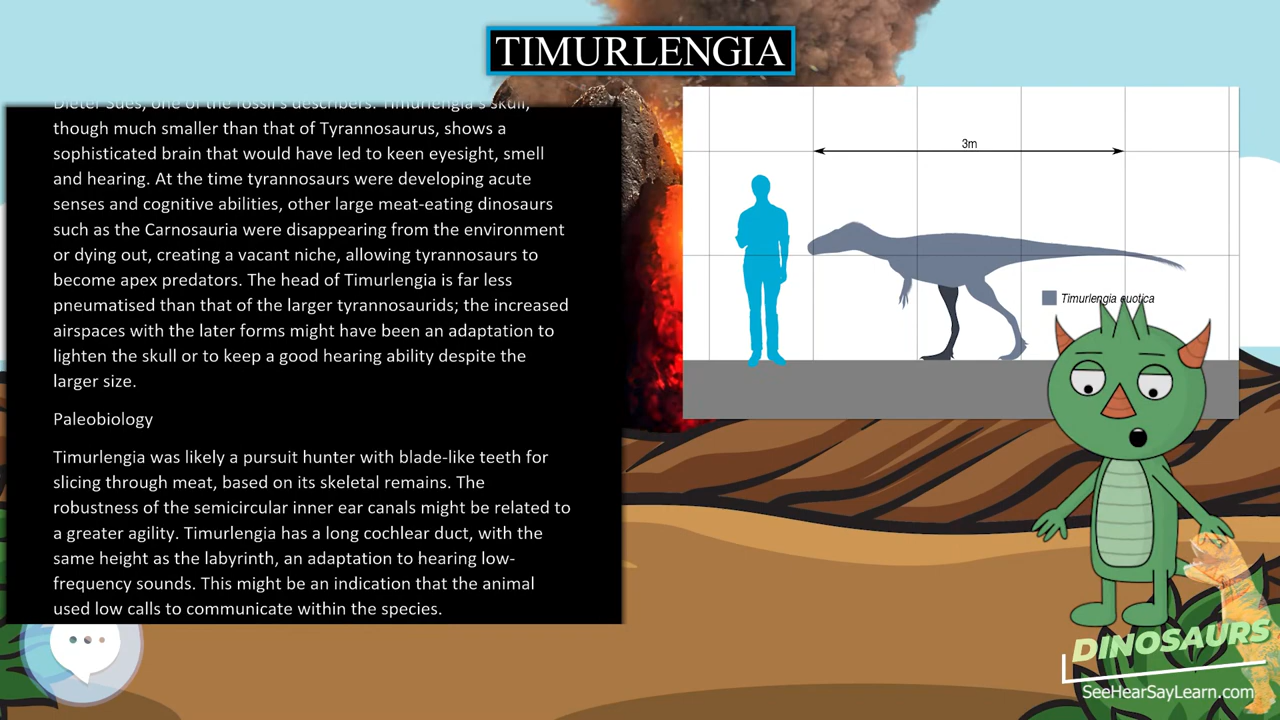 TIMURLENGIA
Dieter Sues, one of the fossil's describers. Timurlengia's skull,
though much smaller than that of Tyrannosaurus, shows a
sophisticated brain that would have led to keen eyesight, smell
and hearing. At the time tyrannosaurs were developing acute
senses and cognitive abilities, other large meat-eating dinosaurs
such as the Carnosauria were disappearing from the environment
or dying out, creating a vacant niche, allowing tyrannosaurs to
become apex predators. The head of Timurlengia is far less
pneumatised than that of the larger tyrannosaurids; the increased
airspaces with the later forms might have been an adaptation to
lighten the skull or to keep a good hearing ability despite the
larger size.
Paleobiology
Timurlengia was likely a pursuit hunter with blade-like teeth for
slicing through meat, based on its skeletal remains. The
robustness of the semicircular inner ear canals might be related to
a greater agility. Timurlengia has a long cochlear duct, with the
same height as the labyrinth, an adaptation to hearing low-
frequency sounds. This might be an indication that the animal
used low calls to communicate within the species.
3m
Timurlengia euotica
DINOSAURS
SeeHearSayLearn.com